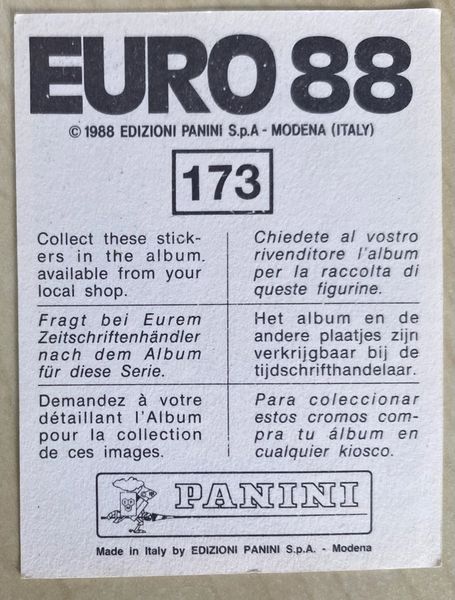 EURO 88
© 1988 EDIZIONI PANINI S.p.A - MODENA (ITALY)
173
Collect these stick-
ers in the album.
available from your
local shop.
Chiedete al vostro
rivenditore l'album
per la raccolta di
queste figurine.
Fragt bei Eurem
Zeitschriftenhändler
nach dem Album
für diese Serie.
Het album en de
andere plaatjes zijn
verkrijgbaar bij de
tijdschrifthandelaar.
Demandez à votre
détaillant l'Album
pour la collection
de ces images.
Para coleccionar
estos cromos com-
pra tu álbum en
cualquier kiosco.
PANINI
Made in Italy by EDIZIONI PANINI S.p.A. - Modena